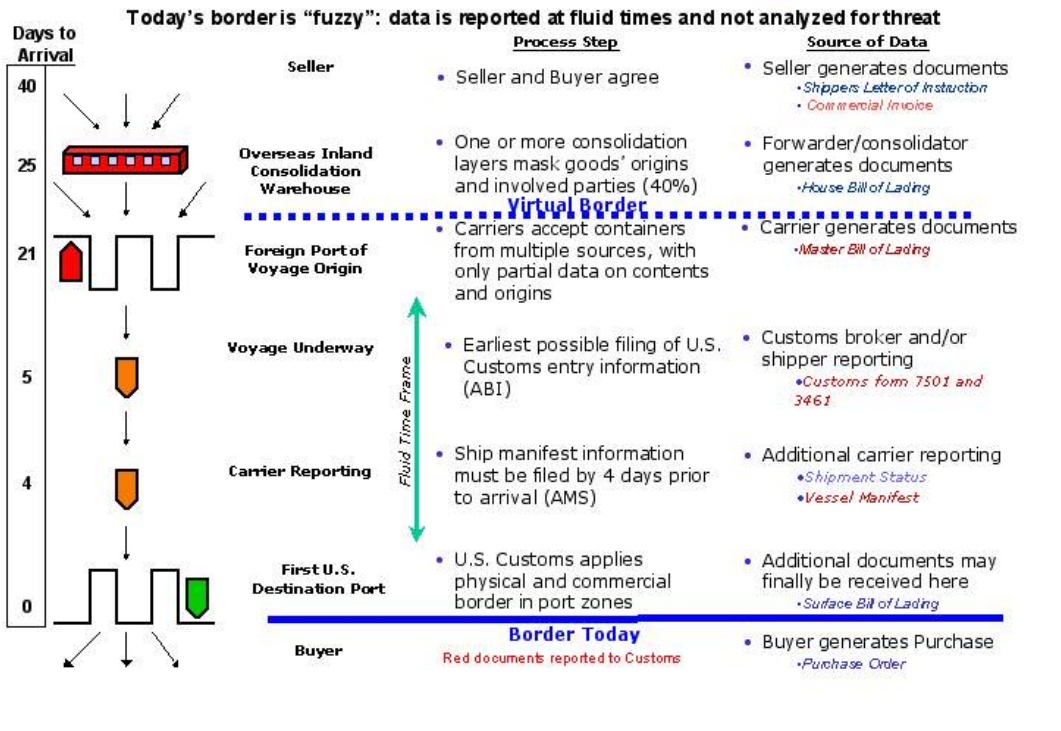 Today's border is "fuzzy": data is reported at fluid times and not analyzed for threat
Days to
Arrival
Process Step
Source of Data
40
Seller
• Seller and Buyer agree
• Seller generates documents
•Shippers Letter of Instruction
• Commercial Invoice
25
Overseas Inland
Consolidation
Warehouse
• One or more consolidation
layers mask goods' origins
and involved parties (40%)
• Forwarder/consolidator
generates documents
•House Bill of Lading
Virtual Border
21
Foreign Port of
Voyage Origin
• Carriers accept containers
from multiple sources, with
only partial data on contents
and origins
• Carrier generates documents
•Master Bill of Lading
Fluid Time Frame
5
Voyage Underway
• Earliest possible filing of U.S.
Customs entry information
(ABI)
• Customs broker and/or
shipper reporting
•Customs form 7501 and
3461
4
Carrier Reporting
• Ship manifest information
must be filed by 4 days prior
to arrival (AMS)
• Additional carrier reporting
•Shipment Status
•Vessel Manifest
0
First U.S.
Destination Port
• U.S. Customs applies
physical and commercial
border in port zones
• Additional documents may
finally be received here
•Surface Bill of Lading
Border Today
Buyer
Red documents reported to Customs
• Buyer generates Purchase
•Purchase Order